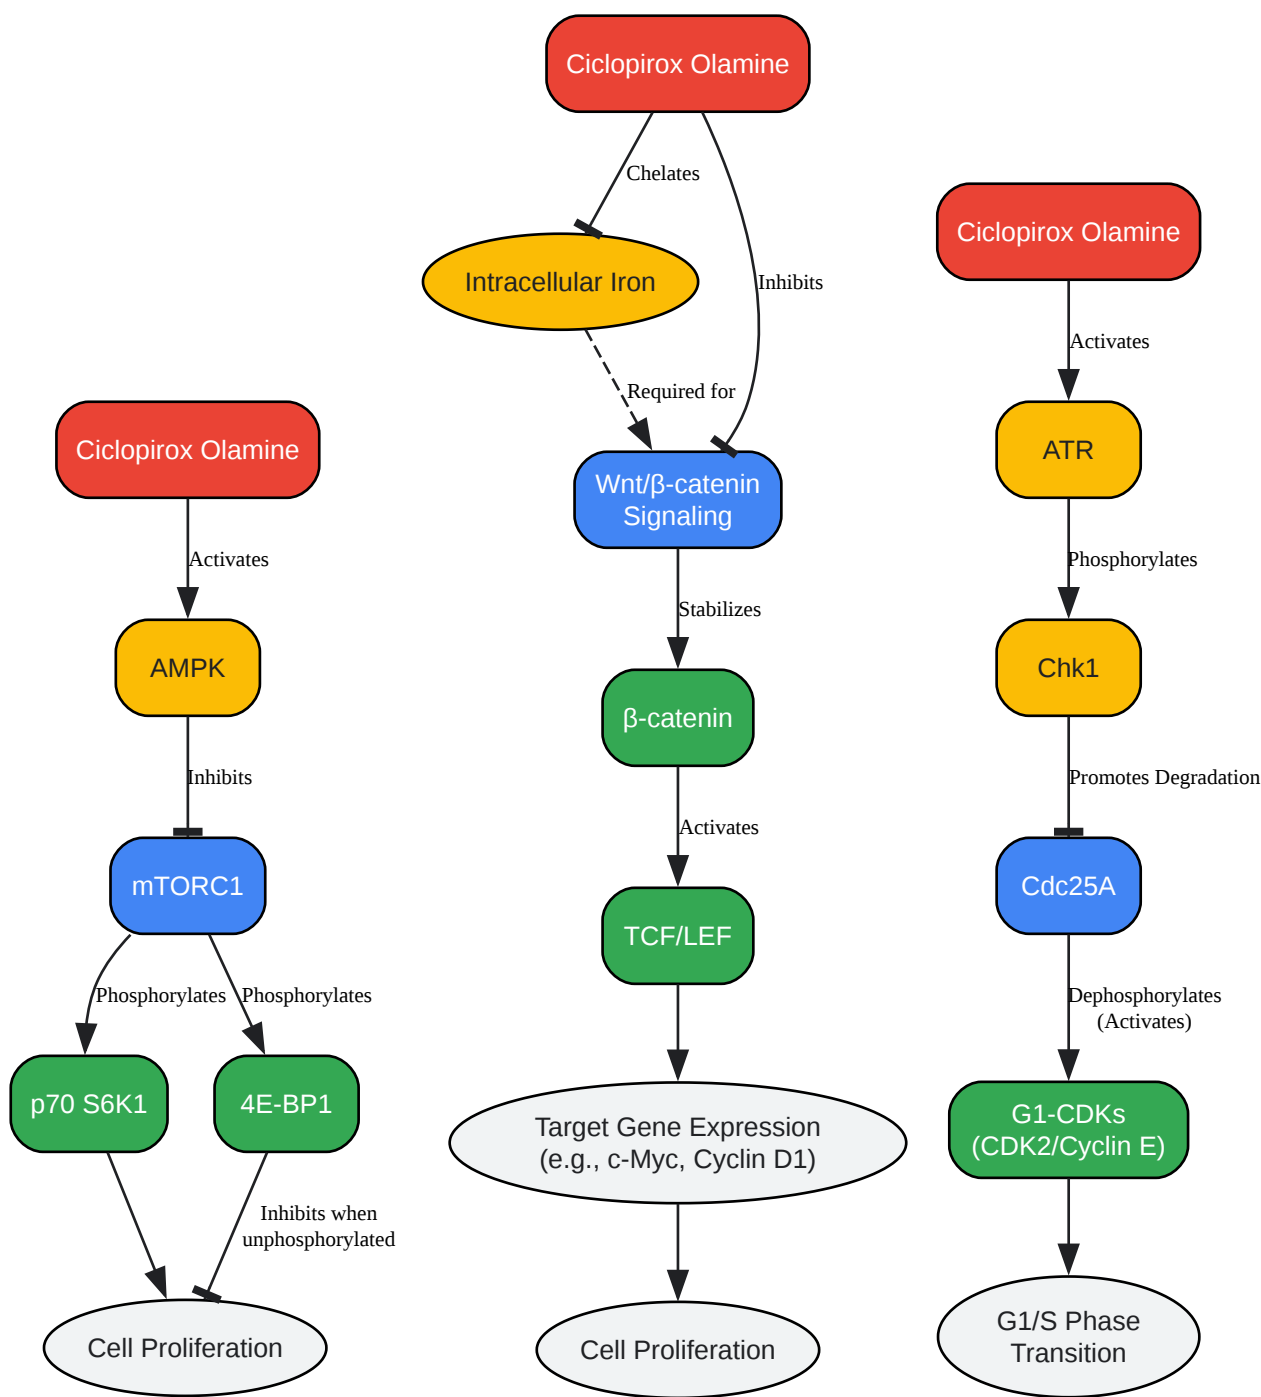 Ciclopirox Olamine
Activates
AMPK
Inhibits
mTORC1
Phosphorylates
Phosphorylates
p70 S6K1
4E-BP1
Inhibits when
unphosphorylated
Cell Proliferation
Ciclopirox Olamine
Chelates
Inhibits
Intracellular Iron
Required for
Wnt/β-catenin
Signaling
Stabilizes
β-catenin
Activates
TCF/LEF
Target Gene Expression
(e.g., c-Myc, Cyclin D1)
Cell Proliferation
Ciclopirox Olamine
Activates
ATR
Phosphorylates
Chk1
Promotes Degradation
Cdc25A
Dephosphorylates
(Activates)
G1-CDKs
(CDK2/Cyclin E)
G1/S Phase
Transition